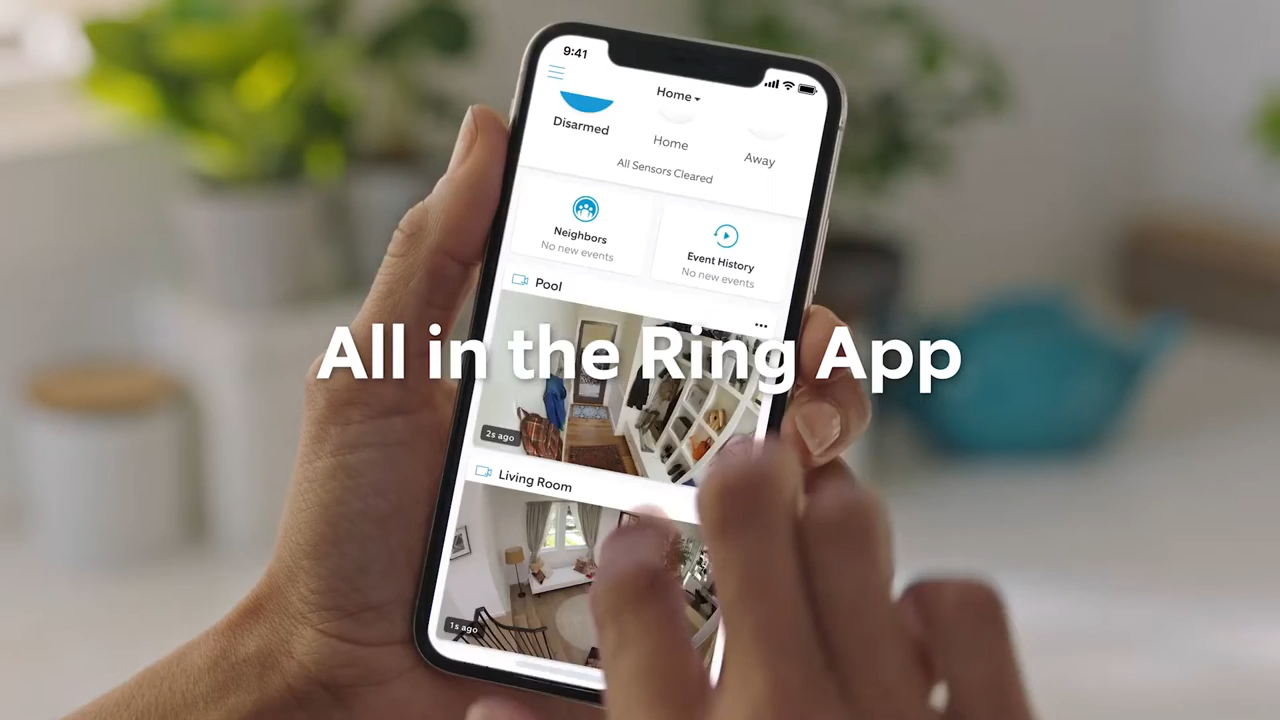 9:41
Home
Disarmed
Home
Away
All Sensors Cleared
Neighbors
No new events
Event History
No new events
Pool
All in the Ring App
2s ago
Living Room
1s ago